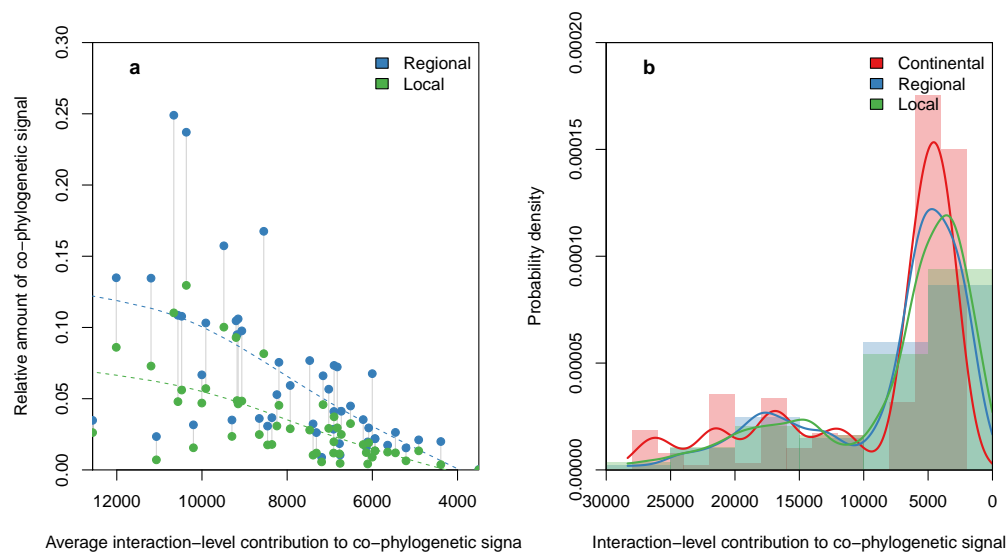 a
Regional
Local
0.30
0.25
0.20
0.15
0.10
0.05
0.00
Relative amount of co−phylogenetic signal
12000 10000 8000 6000 4000
Average interaction−level contribution to co−phylogenetic signa
b
Continental
Regional
Local
0.00020
0.00015
0.00010
0.00005
0.00000
Probability density
30000 25000 20000 15000 10000 5000 0
Interaction−level contribution to co−phylogenetic signal